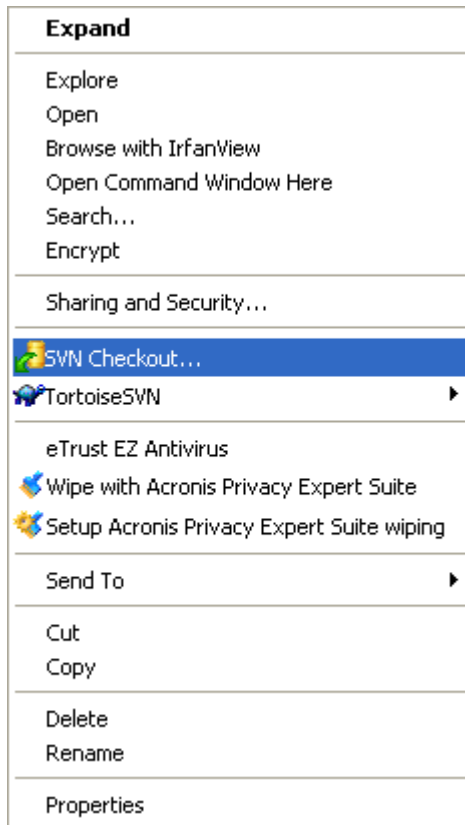 Expand
Explore
Open
Browse with IrfanView
Open Command Window Here
Search...
Encrypt
Sharing and Security...
SVN Checkout...
TortoiseSVN
eTrust EZ Antivirus
Wipe with Acronis Privacy Expert Suite
Setup Acronis Privacy Expert Suite wiping
Send To
Cut
Copy
Delete
Rename
Properties